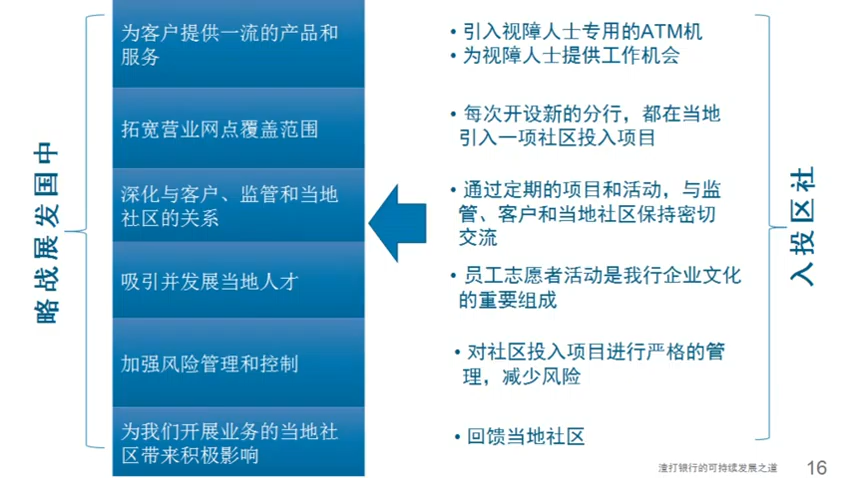 中国发展战略
为客户提供一流的产品和
服务
拓宽营业网点覆盖范围
深化与客户、监管和当地
社区的关系
吸引并发展当地人才
加强风险管理和控制
为我们开展业务的当地社
区带来积极影响
• 引入视障人士专用的ATM机
• 为视障人士提供工作机会
• 每次开设新的分行，都在当地
引入一项社区投入项目
• 通过定期的项目和活动，与监
管、客户和当地社区保持密切
交流
• 员工志愿者活动是我行企业文化
的重要组成
• 对社区投入项目进行严格的管
理，减少风险
• 回馈当地社区
社区投入
渣打银行的可持续发展之道
16